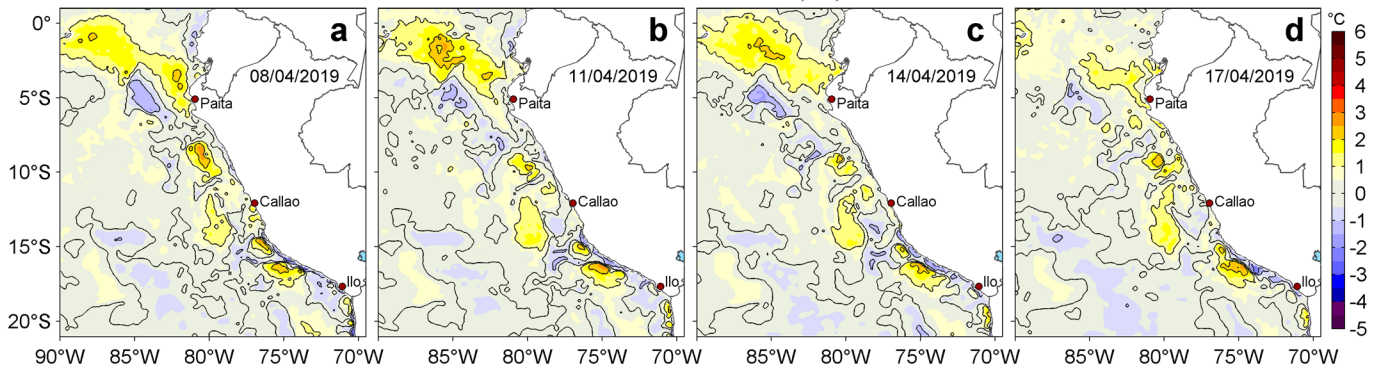 a b c d
°C
08/04/2019 11/04/2019 14/04/2019 17/04/2019
0°
5°S
10°S
15°S
20°S
Paita Paita Paita Paita
Callao Callao Callao Callao
Ilo Ilo Ilo Ilo
90°W 85°W 80°W 75°W 70°W 85°W 80°W 75°W 70°W 85°W 80°W 75°W 70°W 85°W 80°W 75°W 70°W
6
5
4
3
2
1
0
-1
-2
-3
-4
-5